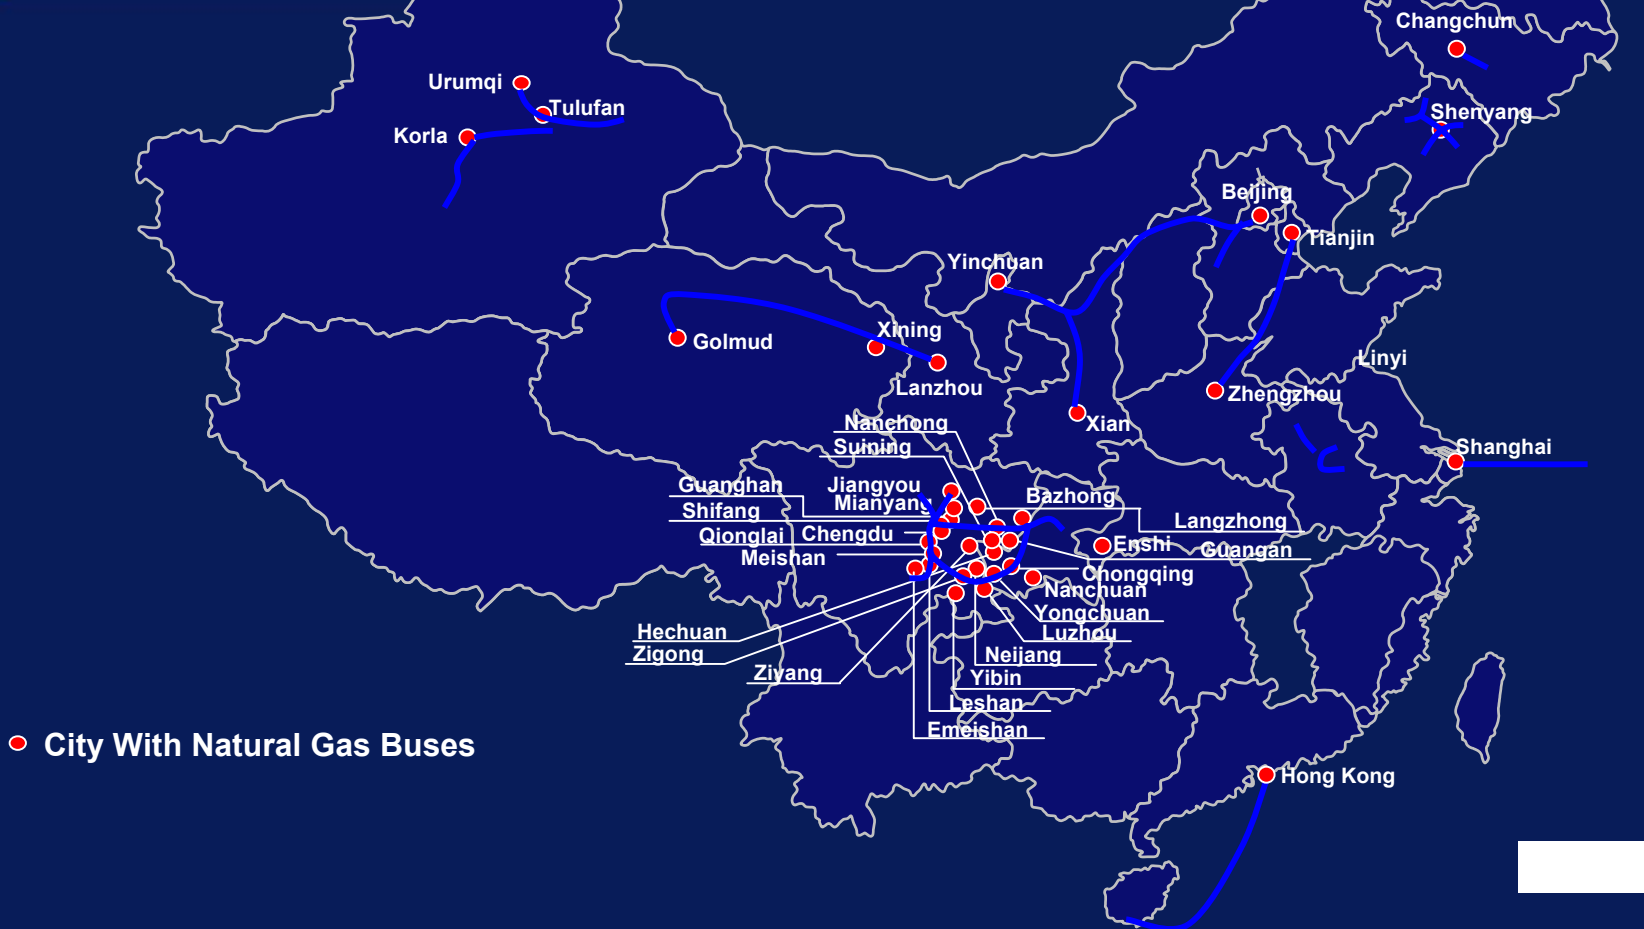 Changchun
Urumqi
Tulufan
Shenyang
Korla
Beijing
Tianjin
Yinchuan
Xining
Golmud
Linyi
Lanzhou
Zhengzhou
Nanchong
Xian
Suining
Shanghai
Guanghan
Jiangyou
Bazhong
Mianyang
Shifang
Langzhong
Qionglai
Chengdu
Enshi
Guangan
Meishan
Chongqing
Nanchuan
Yongchuan
Hechuan
Luzhou
Zigong
Neijang
Ziyang
Yibin
Leshan
Emeishan
City With Natural Gas Buses
Hong Kong